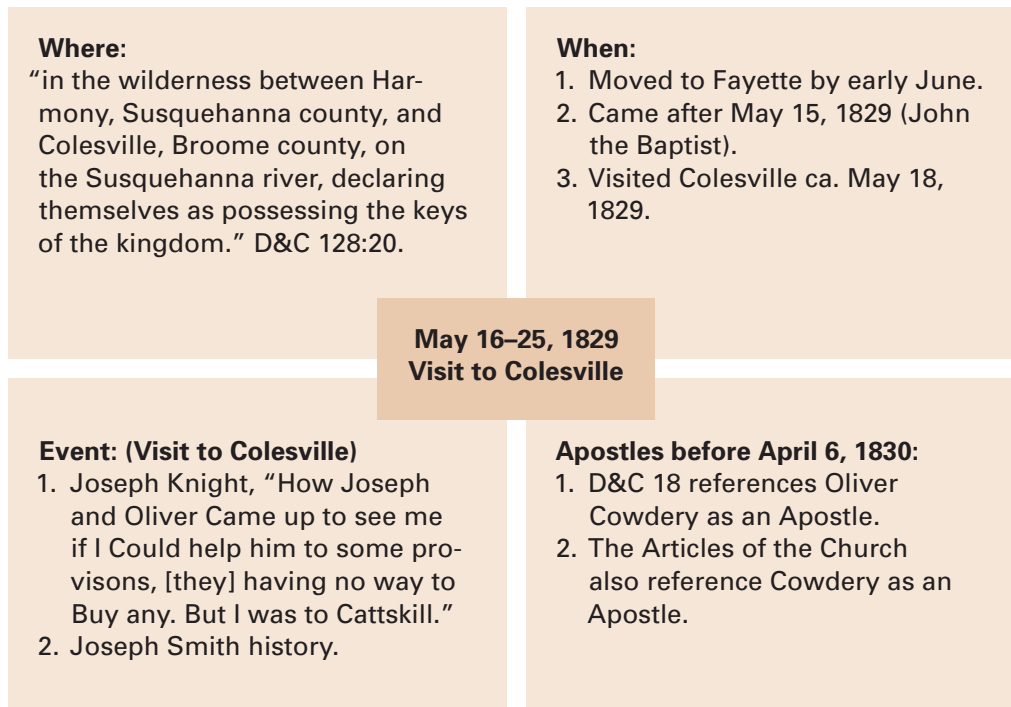 Where:
“in the wilderness between Har-
mony, Susquehanna county, and
Colesville, Broome county, on
the Susquehanna river, declaring
themselves as possessing the keys
of the kingdom.” D&C 128:20.
When:
1. Moved to Fayette by early June.
2. Came after May 15, 1829 (John
the Baptist).
3. Visited Colesville ca. May 18,
1829.
May 16–25, 1829
Visit to Colesville
Event: (Visit to Colesville)
1. Joseph Knight, “How Joseph
and Oliver Came up to see me
if I Could help him to some pro-
visons, [they] having no way to
Buy any. But I was to Cattskill.”
2. Joseph Smith history.
Apostles before April 6, 1830:
1. D&C 18 references Oliver
Cowdery as an Apostle.
2. The Articles of the Church
also reference Cowdery as an
Apostle.